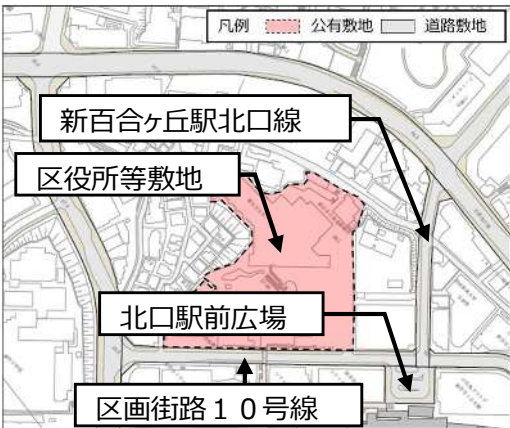 凡例 公有敷地 道路敷地
新百合ヶ丘駅北口線
区役所等敷地
北口駅前広場
区画街路１０号線